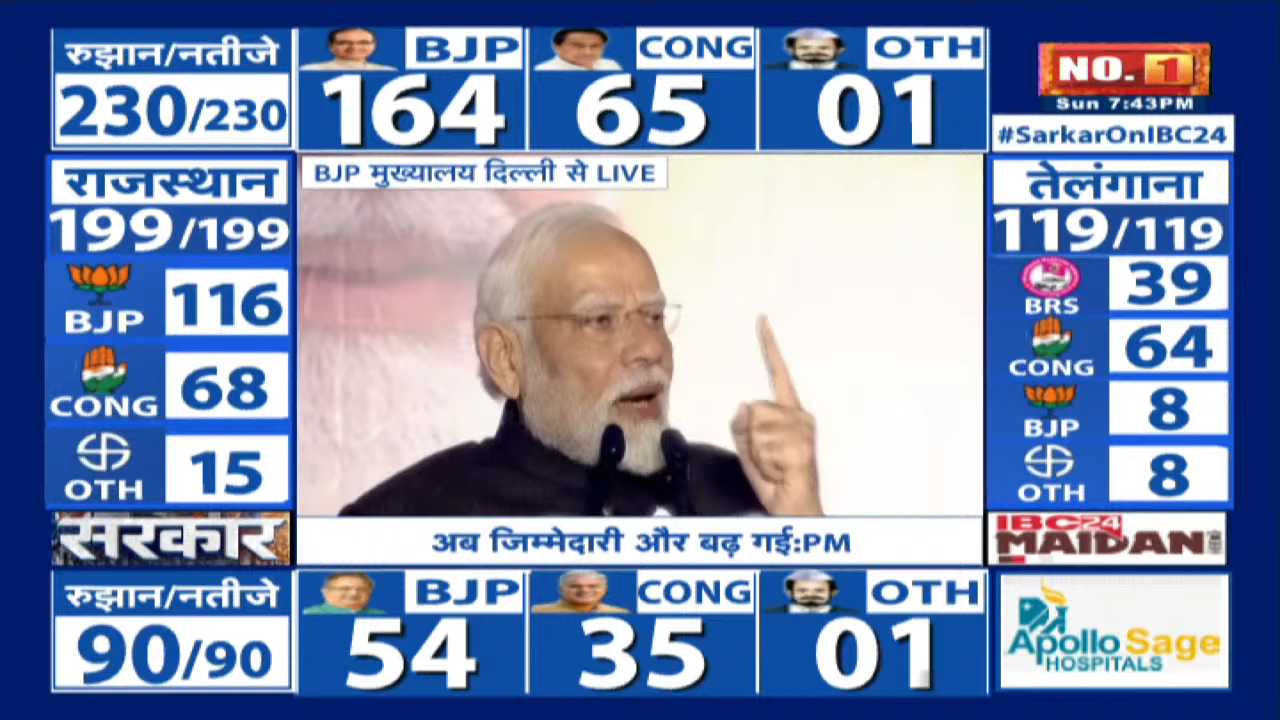 रुझान/नतीजे
230/230
BJP
164
CONG
65
OTH
01
NO. 1
Sun 7:43PM
#SarkarOnIBC24
राजस्थान
199/199
BJP
116
CONG
68
OTH
15
सरकार
BJP मुख्यालय दिल्ली से LIVE
अब जिम्मेदारी और बढ़ गई:PM
तेलंगाना
119/119
BRS
39
CONG
64
BJP
8
OTH
8
IBC24
MAIDAN
रुझान/नतीजे
90/90
BJP
54
CONG
35
OTH
01
Apollo Sage
HOSPITALS